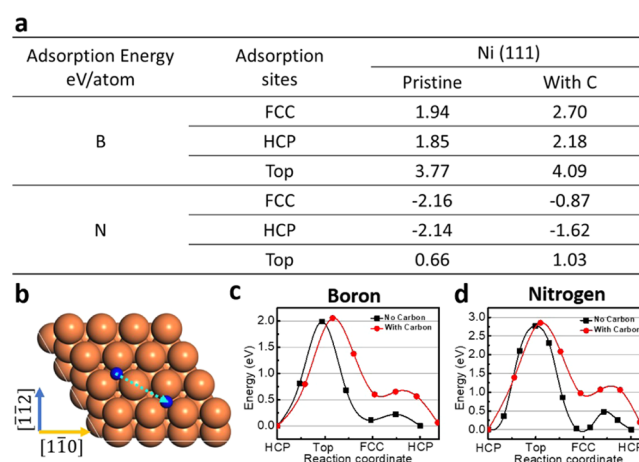 a
Adsorption Energy eV/atom Adsorption sites Ni (111)
Pristine With C
B FCC 1.94 2.70
HCP 1.85 2.18
Top 3.77 4.09
N FCC -2.16 -0.87
HCP -2.14 -1.62
Top 0.66 1.03
b
[1̄1̄2]
[11̄0]
c Boron
No Carbon
With Carbon
Energy (eV)
2.0
1.5
1.0
0.5
0.0
HCP Top FCC HCP
Reaction coordinate
d Nitrogen
No Carbon
With Carbon
Energy (eV)
3.0
2.5
2.0
1.5
1.0
0.5
0.0
HCP Top FCC HCP
Reaction coordinate